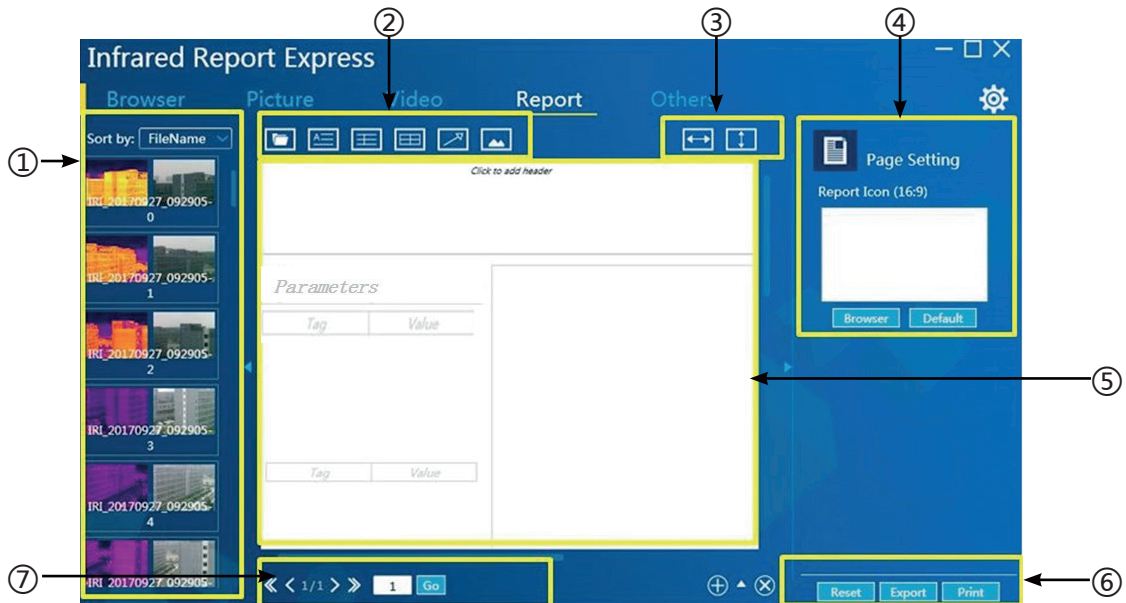 ② ③ ④
Infrared Report Express
Browser Picture Video Report Others
Sort by: FileName
①
IRI_20170927_092905-
0
IRI_20170927_092905-
1
IRI_20170927_092905-
2
IRI_20170927_092905-
3
IRI_20170927_092905-
4
IRI_20170927_092905-
Click to add header
Parameters
Tag Value
Tag Value
Page Setting
Report Icon (16:9)
Browser Default
⑤
⑦
1/1 1 Go
Reset Export Print
⑥